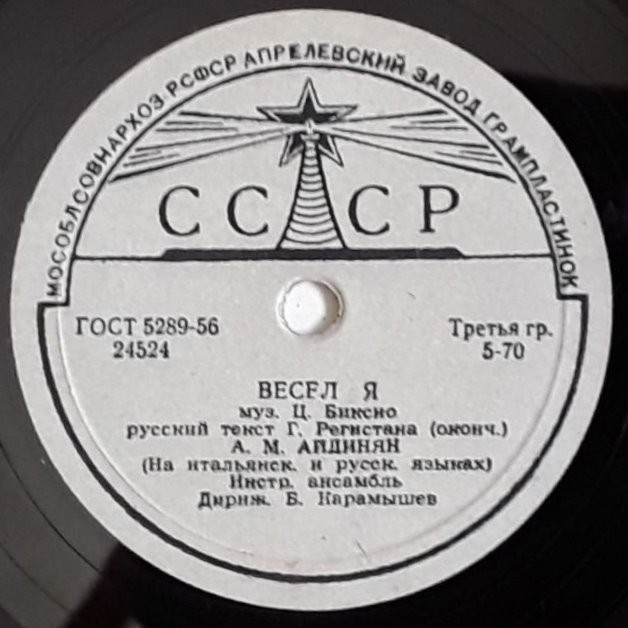 МОСОБЛСОВНАРХОЗ РСФСР АПРЕЛЕВСКИЙ ЗАВОД ГРАМПЛАСТИНОК
СССР
ГОСТ 5289-56
24524
Третья гр.
5-70
ВЕСЕЛ Я
муз. Ц. Биксио
русский текст Г. Регистана (оконч.)
А. М. АЙДИНЯН
(На итальянск. и русск. языках)
Инстр. ансамбль
Дириж. Б. Карамышев